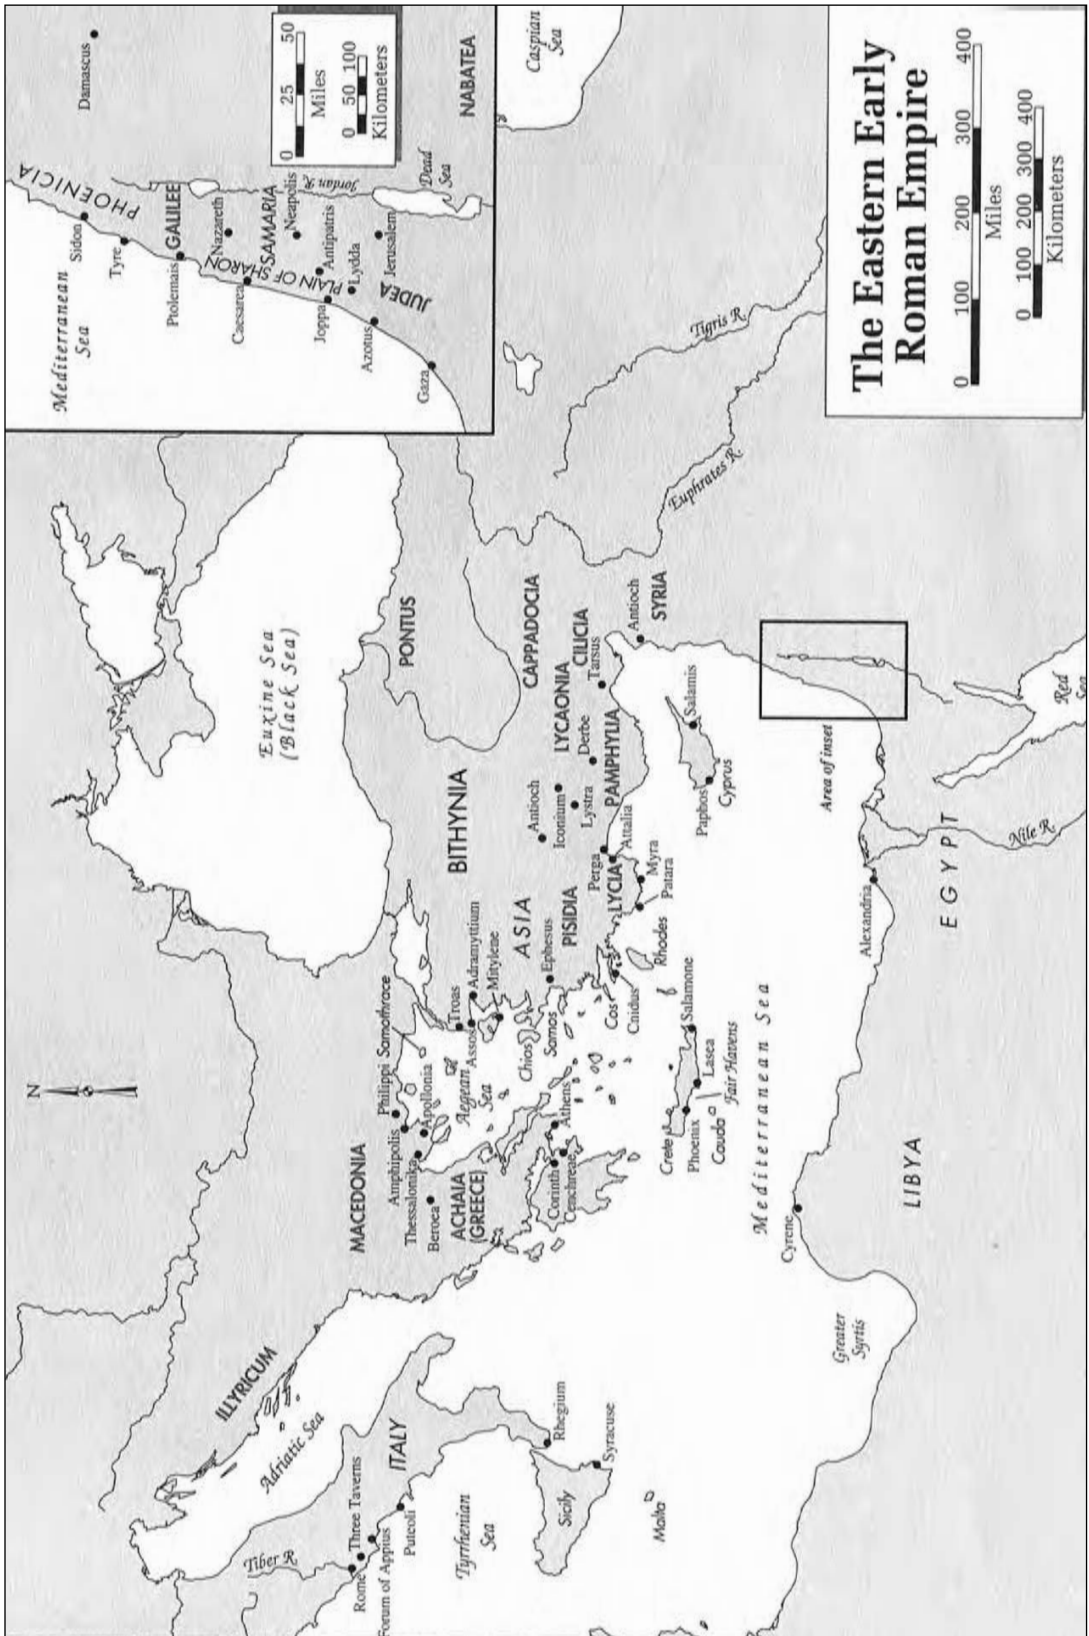 The Eastern Early
Roman Empire
0 100 200 300 400
Miles
0 100 200 300 400
Kilometers
N
Mediterranean
Sea
PHOENICIA
Damascus
Sidon
Tyre
Ptolemais
GALILEE
Nazareth
PLAIN OF SHARON
Caesarea
SAMARIA
Neapolis
Joppa
Antipatris
Lydda
Jordan R.
Azotus
JUDEA
Jerusalem
Gaza
Dead
Sea
NABATEA
0 25 50
Miles
0 50 100
Kilometers
Caspian
Sea
Euxine Sea
(Black Sea)
ILLYRICUM
Adriatic Sea
ITALY
Tiber R
Rome
Three Taverns
Forum of Appius
Puteoli
Tyrrhenian
Sea
Rhegium
Sicily
Syracuse
Malta
MACEDONIA
Philippi
Samothrace
Amphipolis
Apollonia
Thessalonika
Beroea
ACHAIA
(GREECE)
Aegean
Sea
Corinth
Cenchreae
Athens
Troas
Assos
Adramyttium
Mitylene
Chios
Samos
ASIA
Ephesus
PISIDIA
Cos
Cnidus
Rhodes
BITHYNIA
PONTUS
CAPPADOCIA
Antioch
Iconium
Lystra
LYCAONIA
Derbe
CILICIA
Tarsus
PAMPHYLIA
Perga
Attalia
LYCIA
Myra
Patara
Antioch
SYRIA
Salamis
Paphos
Cyprus
Tigris R
Euphrates R
Crete
Phoenix
Cauda
Salamone
Lasea
Fair Havens
Mediterranean Sea
Area of inset
Greater
Syrtis
Cyrene
LIBYA
Alexandria
EGYPT
Nile R
Red
Sea